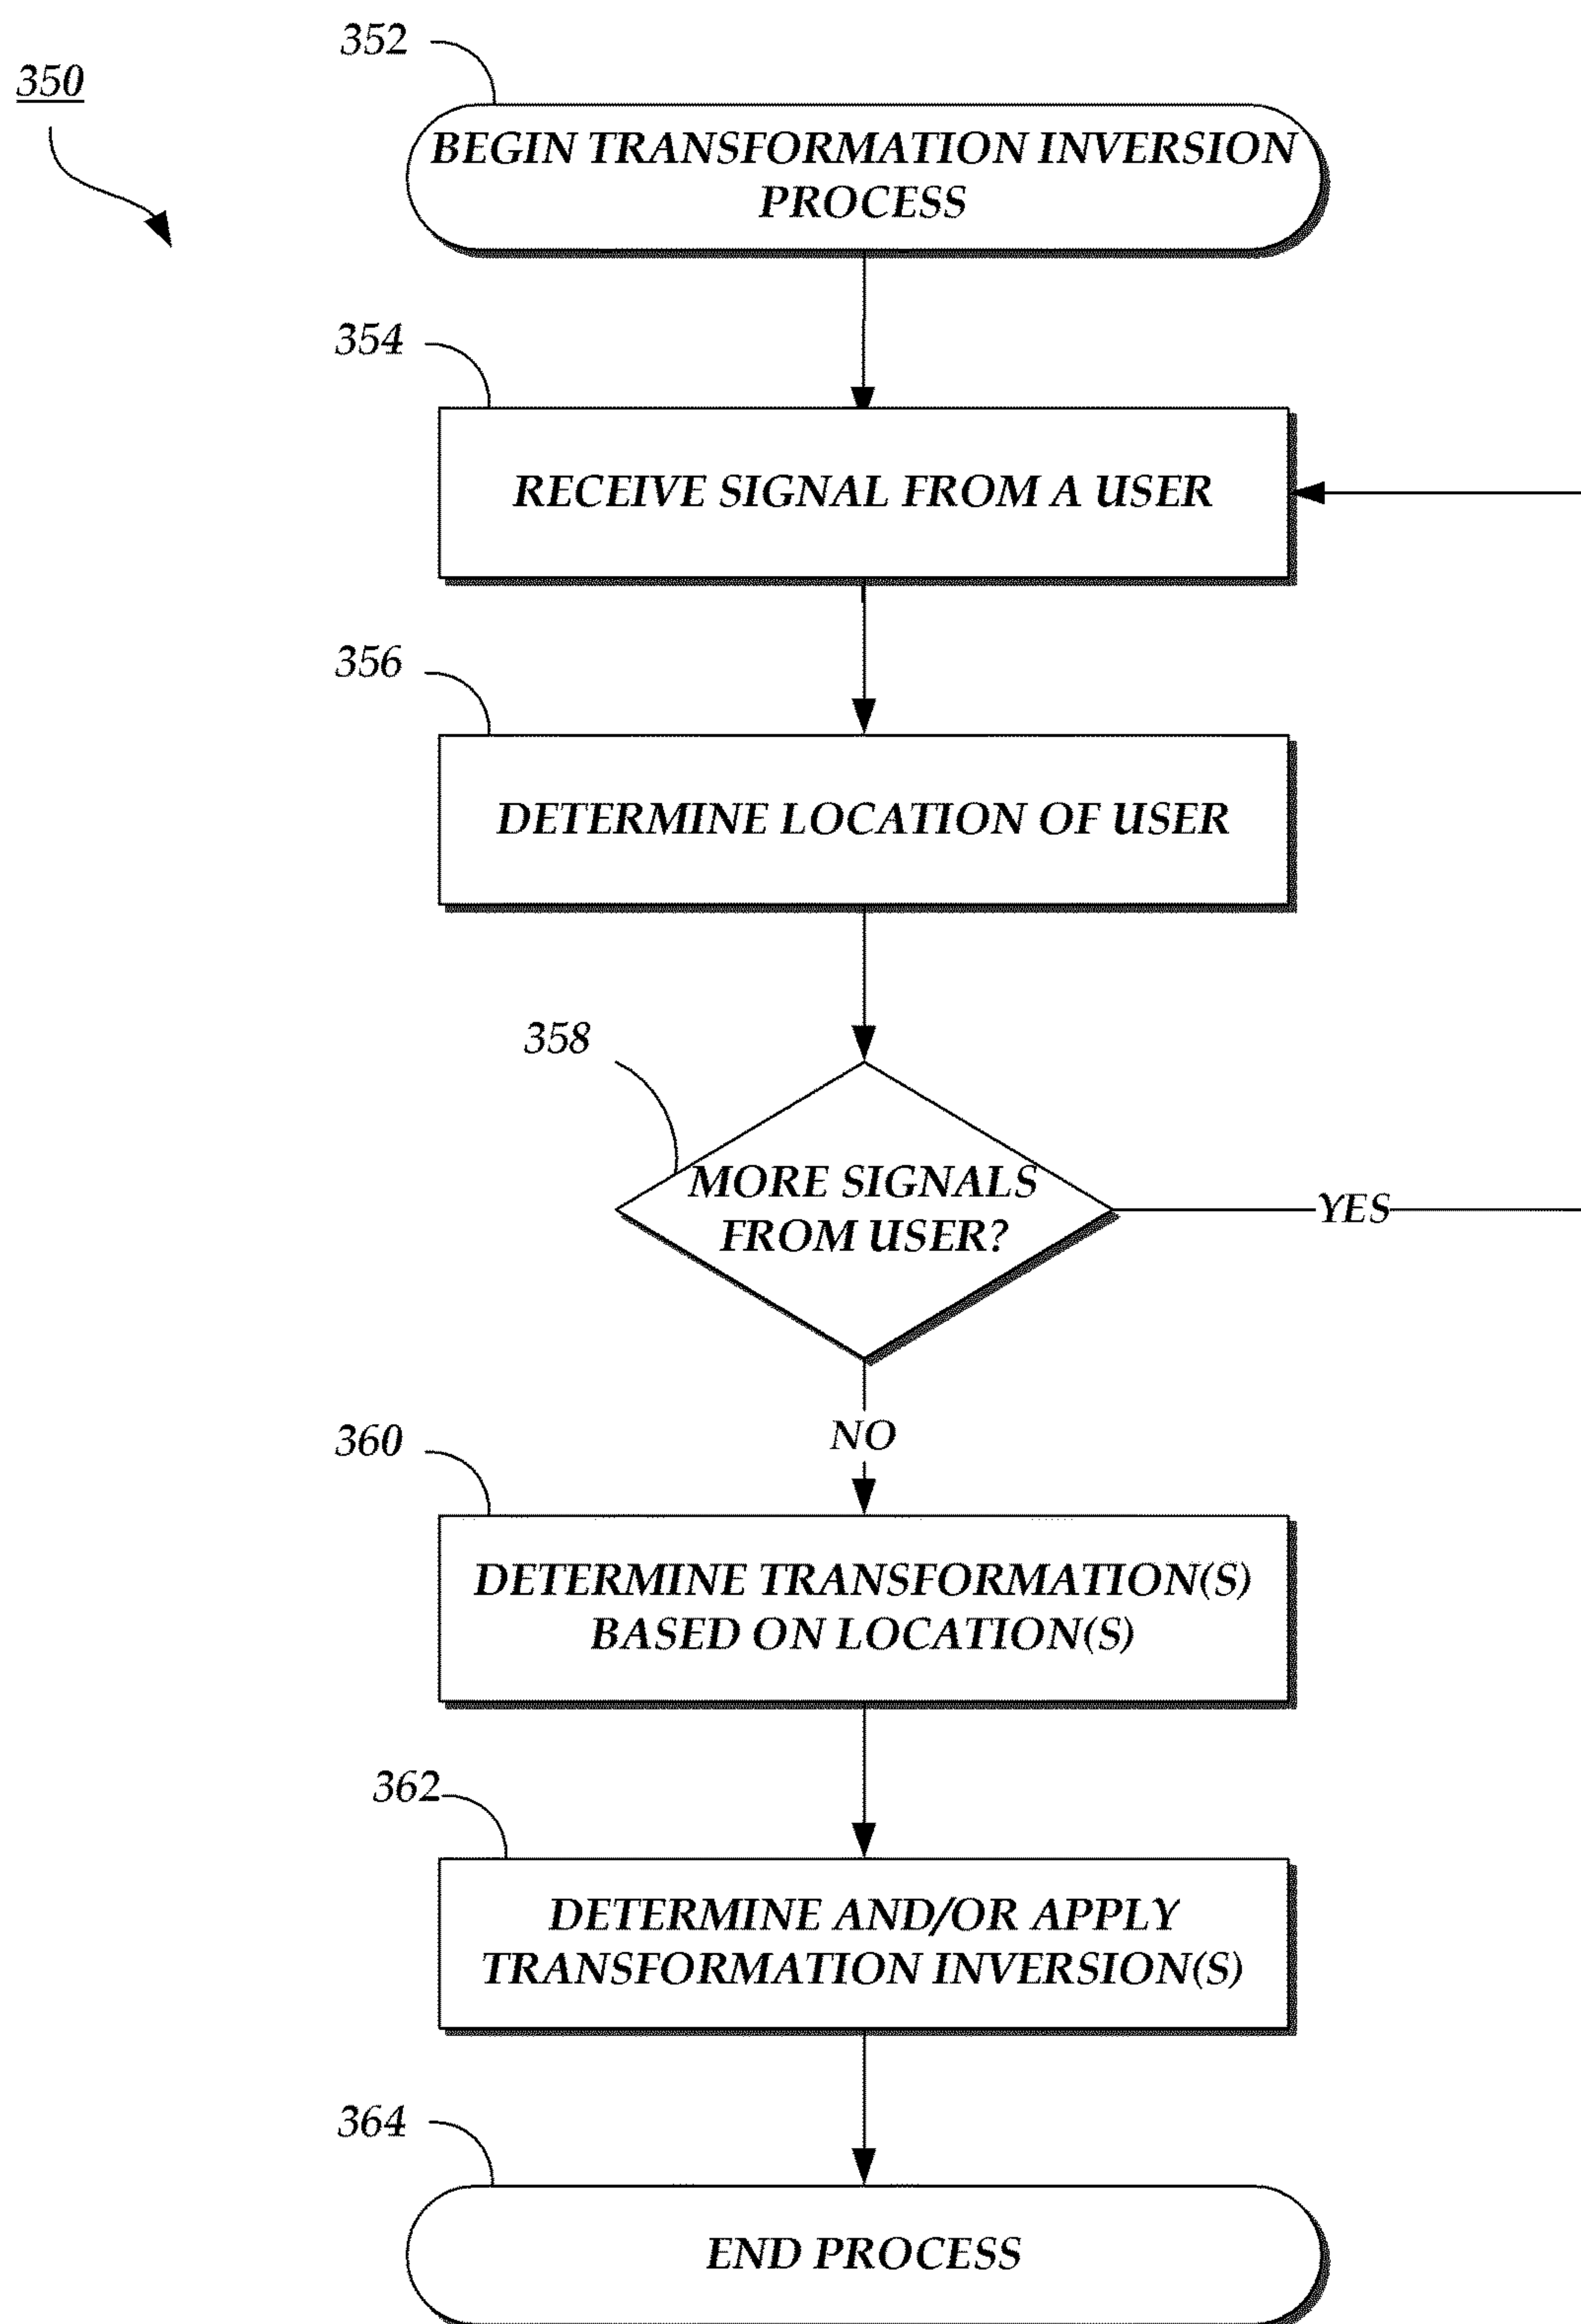 352
350
BEGIN TRANSFORMATION INVERSION
PROCESS
354
RECEIVE SIGNAL FROM A USER
356
DETERMINE LOCATION OF USER
358
MORE SIGNALS
FROM USER?
YES
NO
360
DETERMINE TRANSFORMATION(S)
BASED ON LOCATION(S)
362
DETERMINE AND/OR APPLY
TRANSFORMATION INVERSION(S)
364
END PROCESS